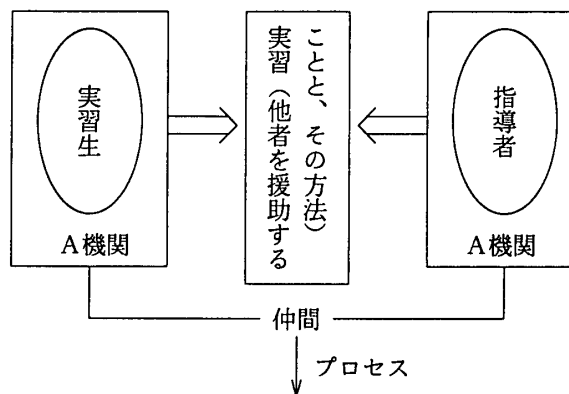 実習生
A機関
実習（他者を援助する
ことと、その方法）
指導者
A機関
仲間
プロセス